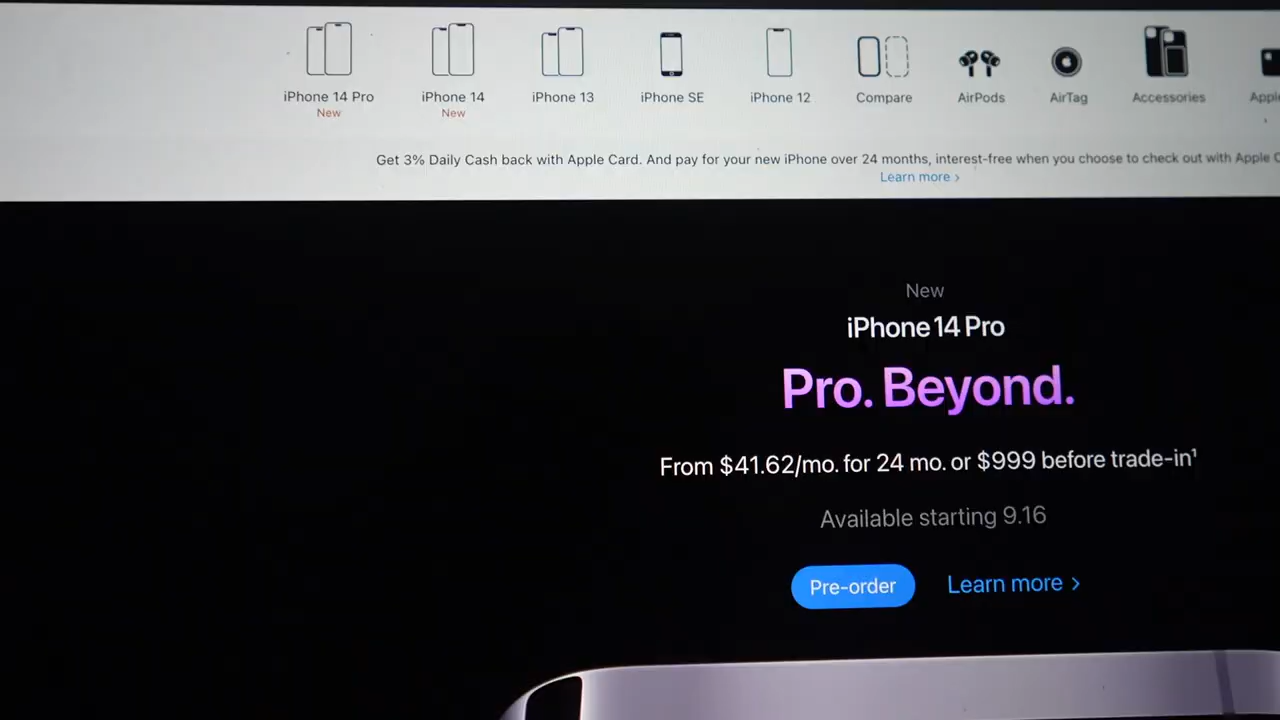 iPhone 14 Pro
New
iPhone 14
New
iPhone 13
iPhone SE
iPhone 12
Compare
AirPods
AirTag
Accessories
Get 3% Daily Cash back with Apple Card. And pay for your new iPhone over 24 months, interest-free when you choose to check out with Apple
Learn more ›
New
iPhone 14 Pro
Pro. Beyond.
From $41.62/mo. for 24 mo. or $999 before trade-in¹
Available starting 9.16
Pre-order
Learn more ›